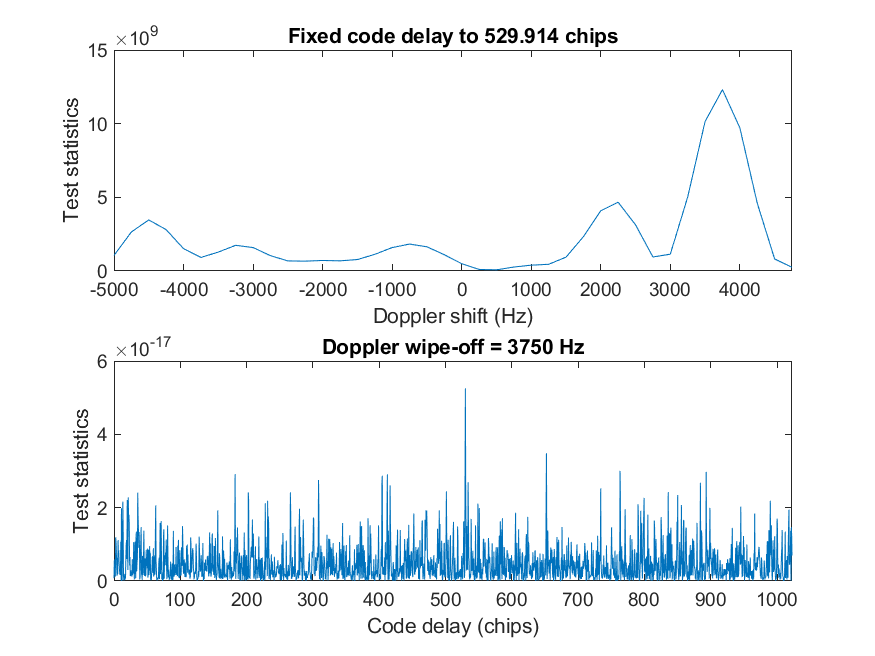 ×10⁹
Fixed code delay to 529.914 chips
15
10
5
0
Test statistics
-5000 -4000 -3000 -2000 -1000 0 1000 2000 3000 4000
Doppler shift (Hz)
×10⁻¹⁷
Doppler wipe-off = 3750 Hz
6
4
2
0
Test statistics
0 100 200 300 400 500 600 700 800 900 1000
Code delay (chips)